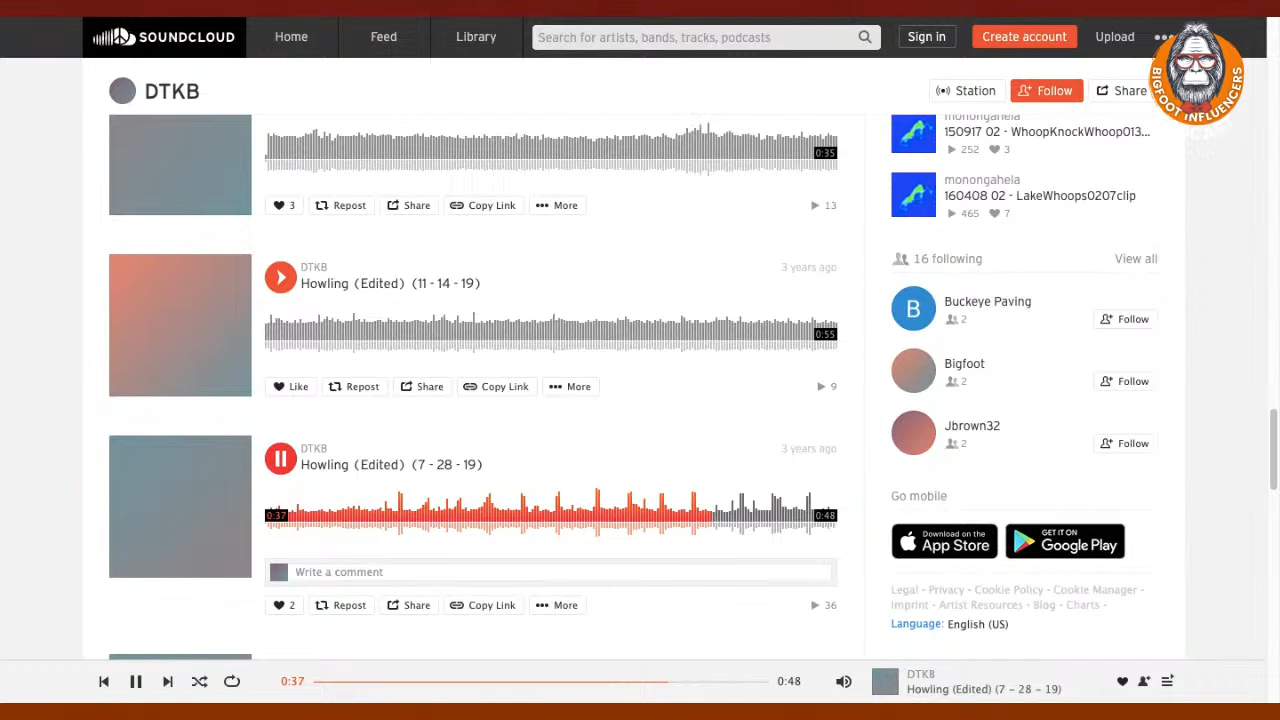 SOUNDCLOUD
Home
Feed
Library
Search for artists, bands, tracks, podcasts
Sign in
Create account
Upload
BIGFOOT INFLUENCERS
DTKB
Station
Follow
Share
0:35
3
Repost
Share
Copy Link
More
13
DTKB
3 years ago
Howling (Edited) (11 - 14 - 19)
0:55
Like
Repost
Share
Copy Link
More
9
DTKB
3 years ago
Howling (Edited) (7 - 28 - 19)
0:37
0:48
Write a comment
2
Repost
Share
Copy Link
More
36
monongahela
150917 02 - WhoopKnockWhoop013...
252
3
monongahela
160408 02 - LakeWhoops0207clip
465
7
16 following
View all
B
Buckeye Paving
2
Follow
Bigfoot
2
Follow
Jbrown32
2
Follow
Go mobile
Download on the
App Store
GET IT ON
Google Play
Legal - Privacy - Cookie Policy - Cookie Manager -
Imprint - Artist Resources - Blog - Charts -
Language: English (US)
0:37
0:48
DTKB
Howling (Edited) (7 - 28 - 19)